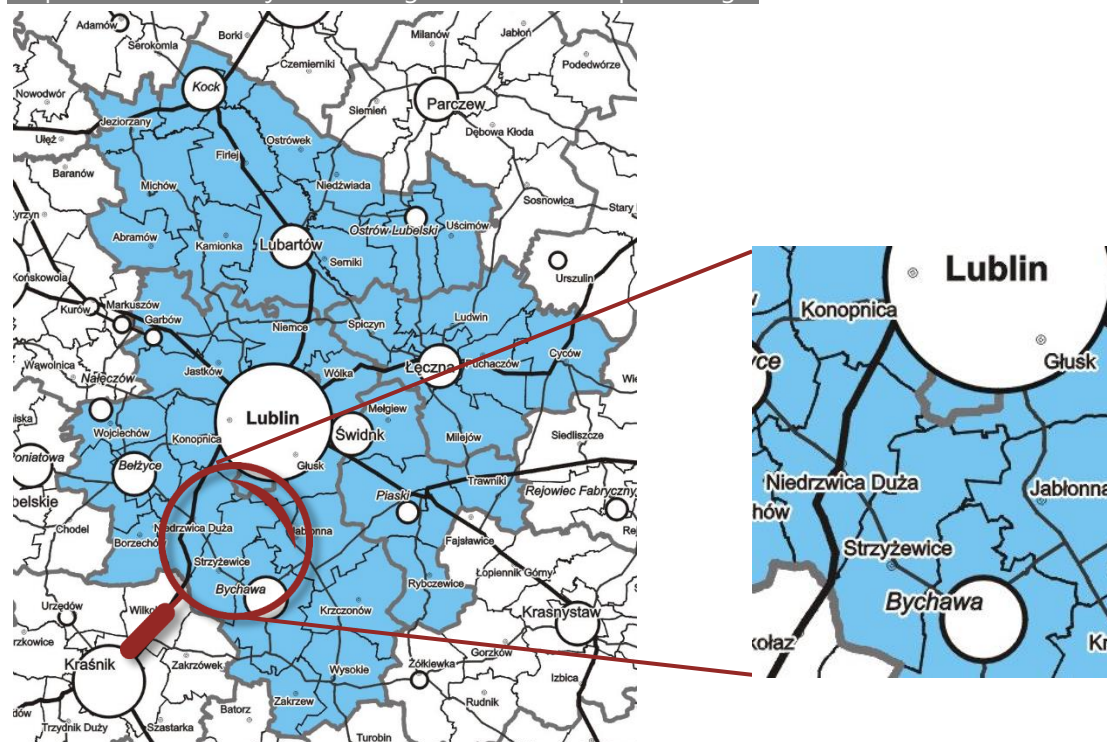 Adamów
Borki
Milanów
Jabłoń
Serokomla
Czemierniki
Podedwórze
Kock
Nowodwór
Siemień
Parczew
Jeziorzany
Ułęż
Ostrówek
Dębowa Kłoda
Firlej
Baranów
Michów
Niedźwiada
Sosnowica
Stary
Ostrów Lubelski
Uścimów
Abramów
Kamionka
Lubartów
Serniki
Końskowola
Urszulin
Markuszów
Kurów
Garbów
Niemce
Spiczyn
Ludwin
Wąwolnica
Nałęczów
Jastków
Wólka
Łęczna
Puchaczów
Cyców
Mełgiew
Lublin
Świdnk
Wojciechów
Konopnica
Milejów
Siedliszcze
Bełżyce
Głusk
Piaski
Trawniki
Rejowiec Fabryczny
Chodel
Niedrzwica Duża
Jabłonna
Borzechów
Fajsławice
Strzyżewice
Bychawa
Rybczewice
Łopiennik Górny
Urzędów
Krzczonów
Krasnystaw
Kraśnik
Zakrzówek
Wysokie
Żółkiewka
Gorzków
Izbica
Zakrzew
Rudnik
Batorz
Trzydnik Duży
Szastarka
Turobin
Lublin
Konopnica
Głusk
Niedrzwica Duża
Jabłonna
Strzyżewice
Bychawa